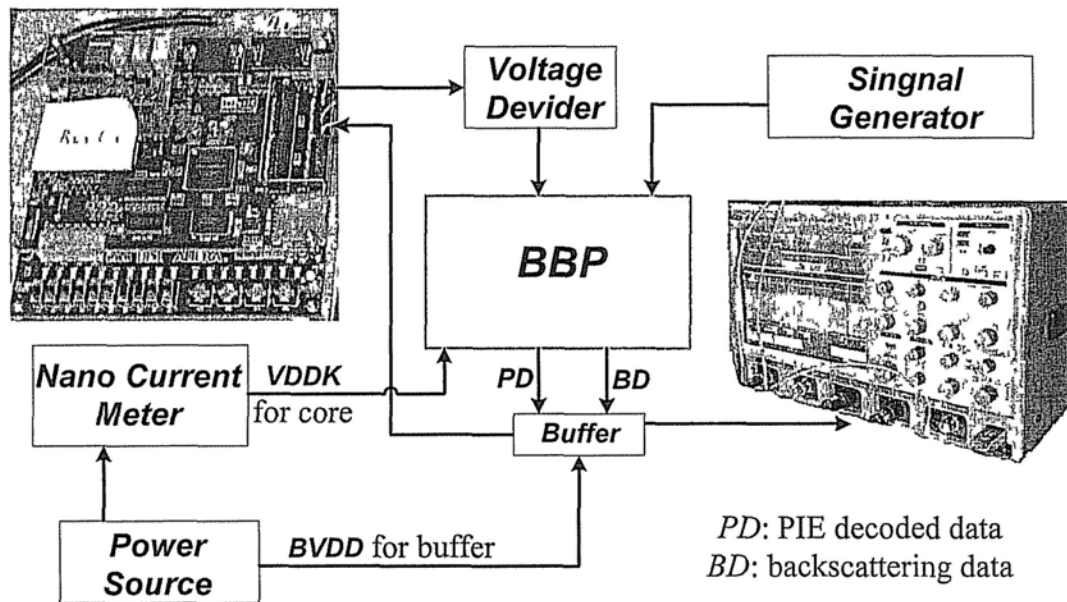 Voltage
Devider
Singnal
Generator
BBP
Nano Current
Meter
VDDK
for core
PD
BD
Buffer
Power
Source
BVDD for buffer
PD: PIE decoded data
BD: backscattering data